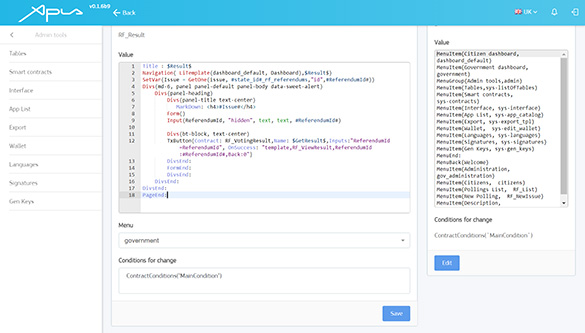 Apus
v0.1.6b9
Back
LBC
Admin tools
Tables
Smart contracts
Interface
App List
Export
Wallet
Languages
Signatures
Gen.Keys
RF_Result
Value
1 Title : $Result$
2 Navigation( LiTemplate(dashboard_default, Dashboard),$Result$)
3 SetVar(Issue = GetOne(issue, #state_id#_rf_referendums,"id",#ReferendumId#))
4 Divs(md-6, panel panel-default panel-body data-sweet-alert)
5 Divs(panel-heading)
6 Divs(panel-title text-center)
7 MarkDown: <h4>#Issue#</h4>
8 Form()
9 Input(ReferendumId, "hidden", text, text, #ReferendumId#)
10
11 Divs(bt-block, text-center)
12 TxButton{Contract: RF_VotingResult,Name: $GetResult$,Inputs:"ReferendumId
=ReferendumId", OnSuccess: "template,RF_ViewResult,ReferendumId
:#ReferendumId#,Back:0"}
13 DivsEnd:
14 FormEnd:
15 DivsEnd:
16 DivsEnd:
17 DivsEnd:
18 PageEnd:
Menu
government
Conditions for change
ContractConditions("MainCondition")
Save
Value
MenuItem(Citizen dashboard,
dashboard_default)
MenuItem(Government dashboard,
government)
MenuGroup(Admin tools,admin)
MenuItem(Tables,sys-listOfTables)
MenuItem(Smart contracts,
sys-contracts)
MenuItem(Interface, sys-interface)
MenuItem(App List, sys-app_catalog)
MenuItem(Export, sys-export_tpl)
MenuItem(Wallet, sys-edit_wallet)
MenuItem(Languages, sys-languages)
MenuItem(Signatures, sys-signatures)
MenuItem(Gen Keys, sys-gen_keys)
MenuEnd:
MenuBack(Welcome)
MenuItem(Administration,
gov_administration)
MenuItem(Citizens, citizens)
MenuItem(Pollings List, RF_List)
MenuItem(New Polling, RF_NewIssue)
MenuItem(Description,
Conditions for change
ContractConditions(`MainCondition`)
Edit